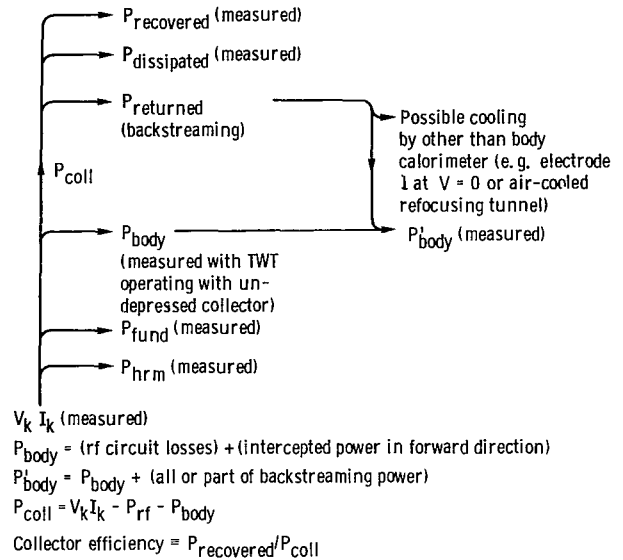 P_recovered (measured)
P_dissipated (measured)
P_returned
(backstreaming)
Possible cooling
by other than body
calorimeter (e. g. electrode
1 at V = 0 or air-cooled
refocusing tunnel)
P_coll
P_body
(measured with TWT
operating with un-
depressed collector)
P'_body (measured)
P_fund (measured)
P_hrm (measured)
V_k I_k (measured)
P_body = (rf circuit losses) + (intercepted power in forward direction)
P'_body = P_body + (all or part of backstreaming power)
P_coll = V_kI_k - P_rf - P_body
Collector efficiency = P_recovered/P_coll